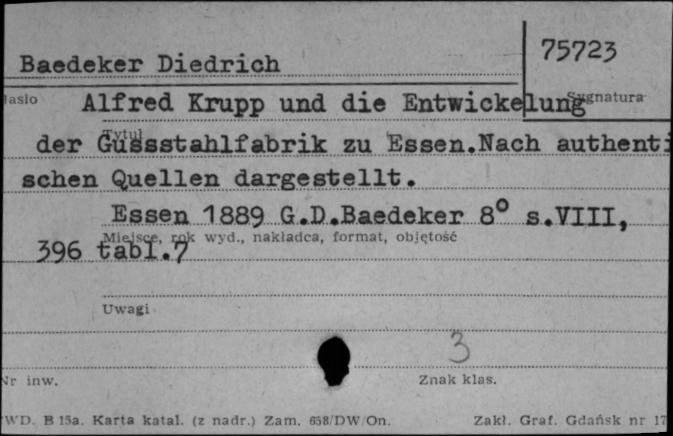 75723
Baedeker Diedrich
Hasło Alfred Krupp und die Entwickelung Sygnatura
Tytuł
der Gussstahlfabrik zu Essen.Nach authenti
schen Quellen dargestellt.
Essen 1889 G.D.Baedeker 8° s.VIII,
Miejsce, rok wyd., nakładca, format, objętość
396 tabl.7
Uwagi
3
Nr inw. Znak klas.
WD. B 15a. Karta katal. (z nadr.) Zam. 658/DW/On. Zakł. Graf. Gdańsk nr 17